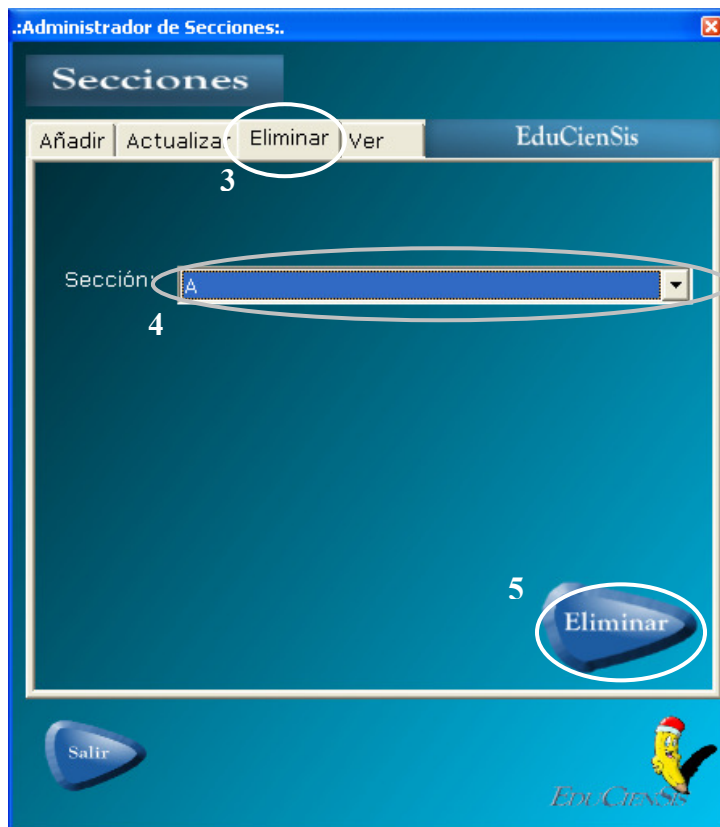 .:Administrador de Secciones:.
Secciones
Añadir Actualizar Eliminar Ver EduCienSis
3
Sección: A
4
5
Eliminar
Salir
EDUCIENSIS